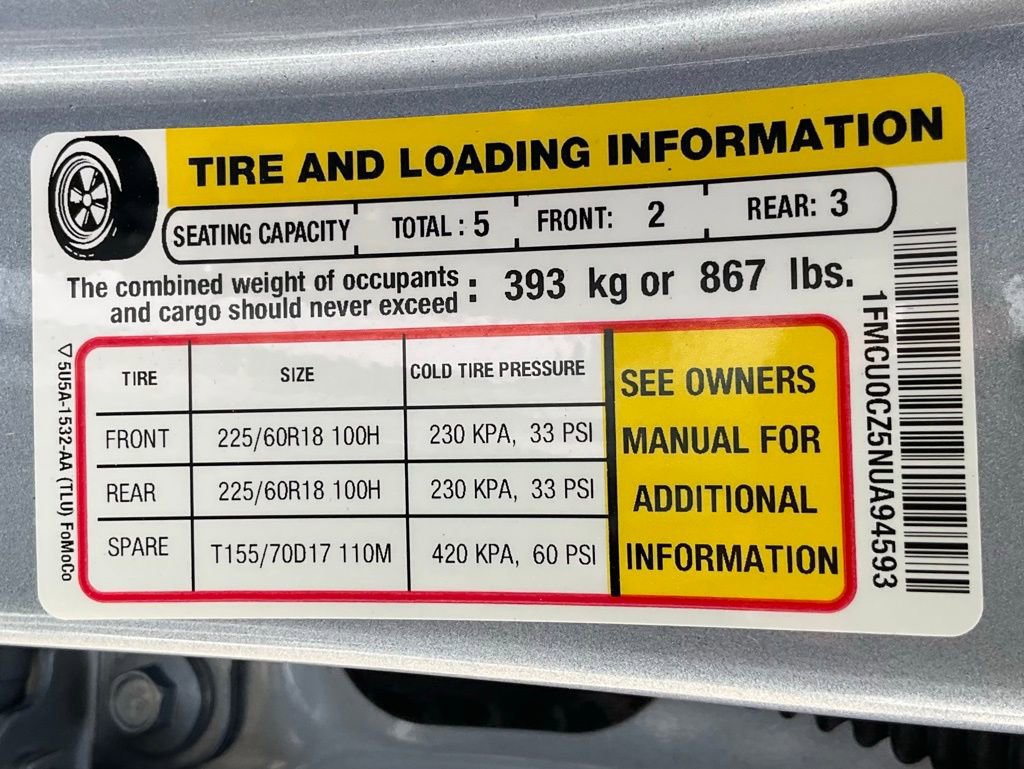 TIRE AND LOADING INFORMATION
SEATING CAPACITY TOTAL : 5 FRONT: 2 REAR: 3
The combined weight of occupants
and cargo should never exceed : 393 kg or 867 lbs.
TIRE SIZE COLD TIRE PRESSURE
FRONT 225/60R18 100H 230 KPA, 33 PSI
REAR 225/60R18 100H 230 KPA, 33 PSI
SPARE T155/70D17 110M 420 KPA, 60 PSI
SEE OWNERS
MANUAL FOR
ADDITIONAL
INFORMATION
▽5U5A-1532-AA (TLU) FoMoCo
1FMCU0CZ5NUA94593